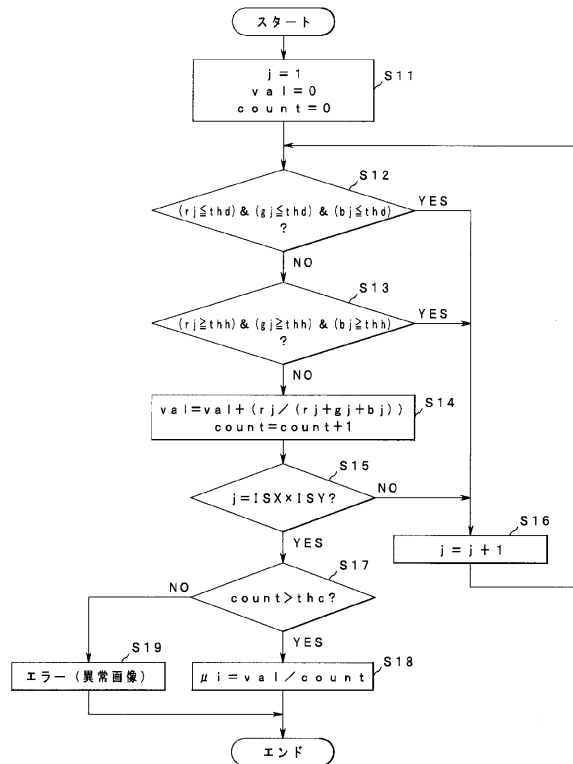 スタート
j=1
val=0
count=0
S11
S12
(rj≦thd)&(gj≦thd)&(bj≦thd)
?
YES
NO
S13
(rj≧thh)&(gj≧thh)&(bj≧thh)
?
YES
NO
val=val+(rj/(rj+gj+bj))
count=count+1
S14
S15
j=ISX×ISY?
NO
YES
S16
j=j+1
S17
count>thc?
NO
YES
S19
エラー(異常画像)
μi=val/count
S18
エンド